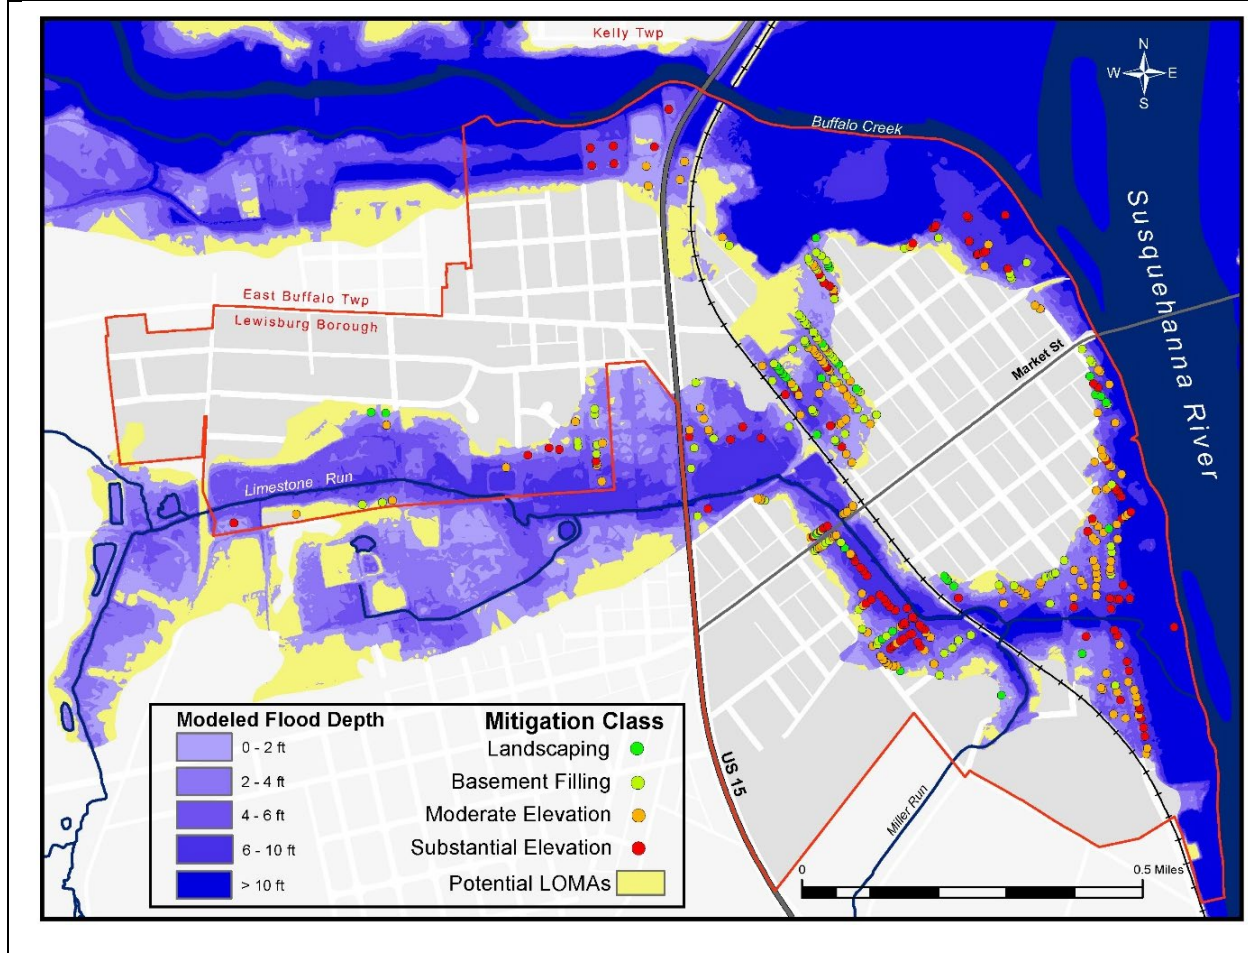 Kelly Twp
N
W E
S
Buffalo Creek
Susquehanna River
East Buffalo Twp
Lewisburg Borough
Market St
Limestone Run
US 15
Miller Run
Modeled Flood Depth
0 - 2 ft
2 - 4 ft
4 - 6 ft
6 - 10 ft
> 10 ft
Mitigation Class
Landscaping
Basement Filling
Moderate Elevation
Substantial Elevation
Potential LOMAs
0 0.5 Miles